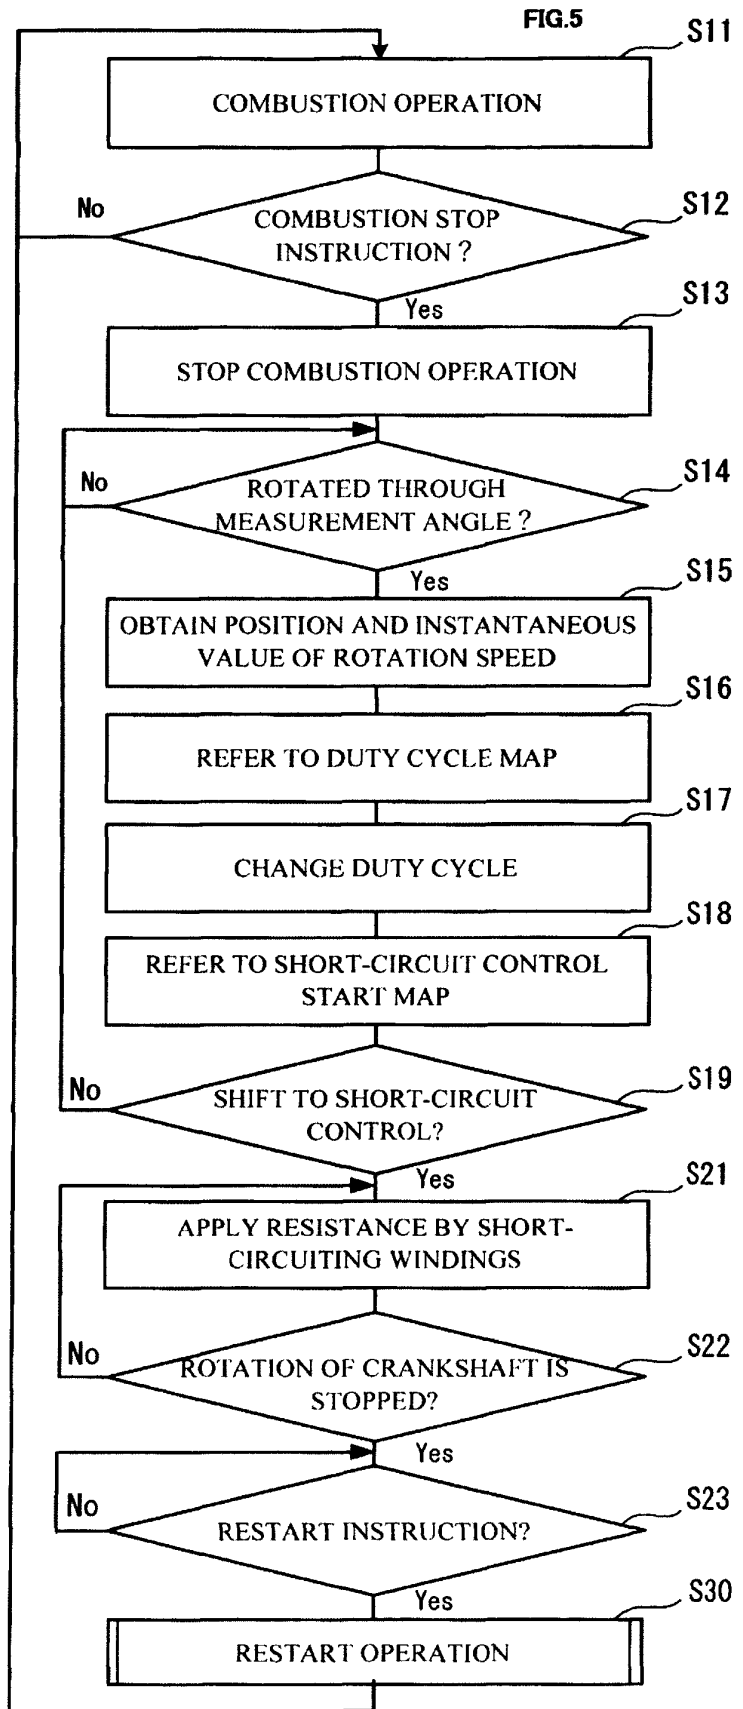 FIG.5
S11
COMBUSTION OPERATION
No
S12
COMBUSTION STOP
INSTRUCTION ?
Yes
S13
STOP COMBUSTION OPERATION
No
S14
ROTATED THROUGH
MEASUREMENT ANGLE ?
Yes
S15
OBTAIN POSITION AND INSTANTANEOUS
VALUE OF ROTATION SPEED
S16
REFER TO DUTY CYCLE MAP
S17
CHANGE DUTY CYCLE
S18
REFER TO SHORT-CIRCUIT CONTROL
START MAP
No
S19
SHIFT TO SHORT-CIRCUIT
CONTROL?
Yes
S21
APPLY RESISTANCE BY SHORT-
CIRCUITING WINDINGS
No
S22
ROTATION OF CRANKSHAFT IS
STOPPED?
Yes
No
S23
RESTART INSTRUCTION?
Yes
S30
RESTART OPERATION